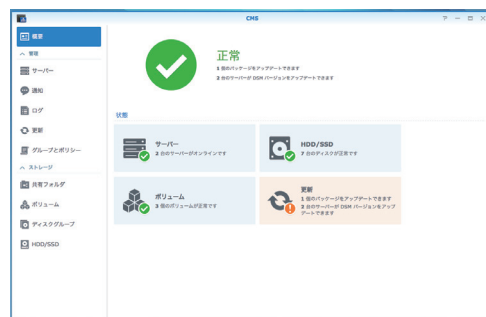 CMS
概要
管理
サーバー
通知
ログ
更新
グループとポリシー
ストレージ
共有フォルダ
ボリューム
ディスクグループ
HDD/SSD
正常
1 個のパッケージをアップデートできます
2 台のサーバーが DSM バージョンをアップデートできます
状態
サーバー
2 台のサーバーがオンラインです
HDD/SSD
7 台のディスクが正常です
ボリューム
3 個のボリュームが正常です
更新
1 個のパッケージをアップデートできます
2 台のサーバーが DSM バージョンをアップ
デートできます